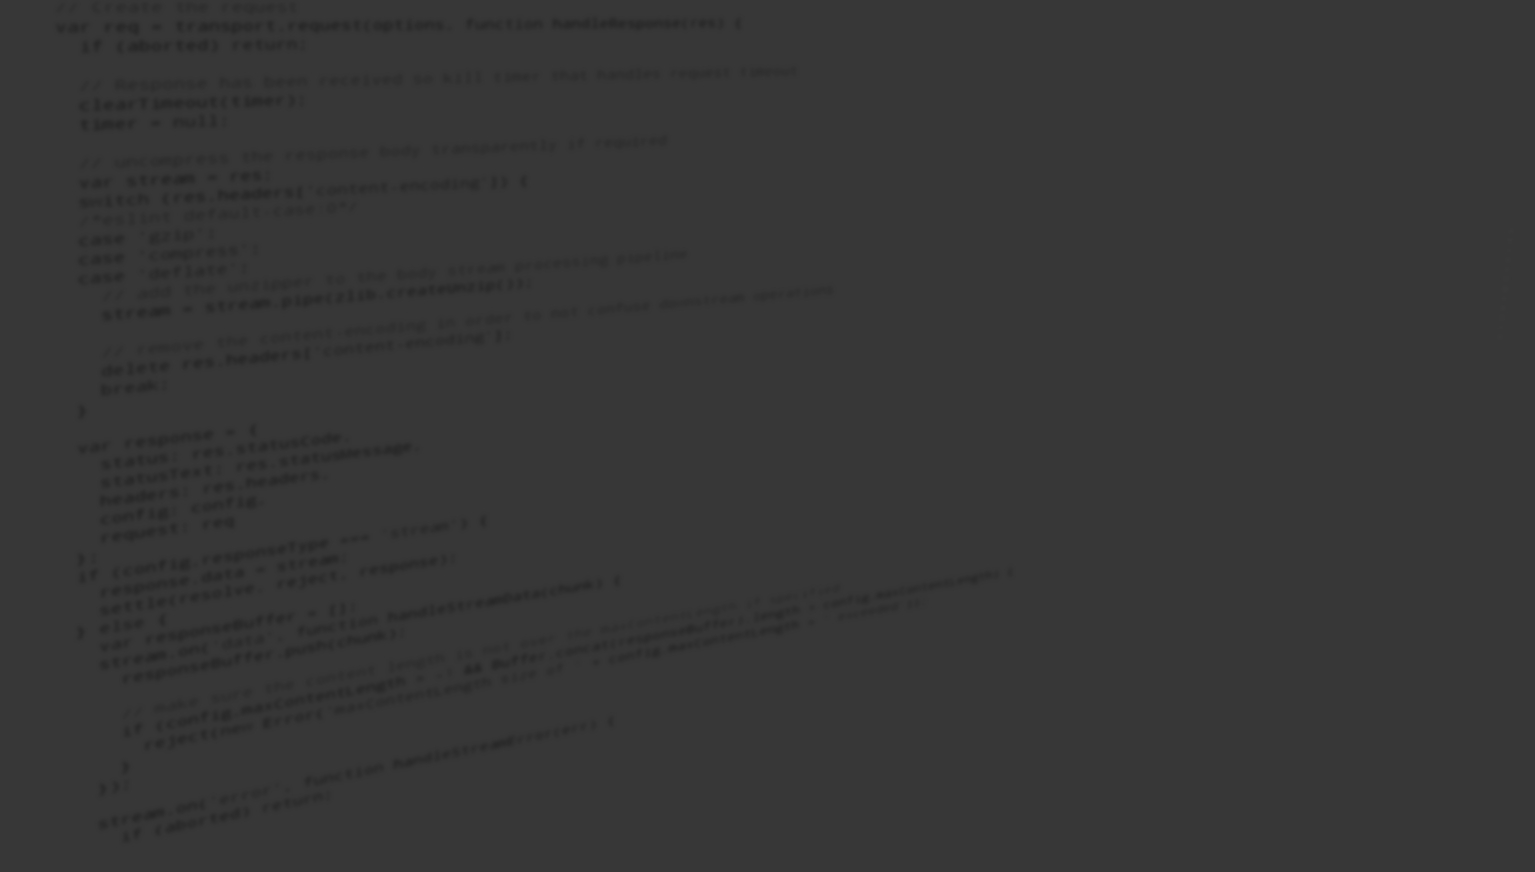 // Create the request
var req = transport.request(options, function handleResponse(res) {
if (aborted) return;
// Response has been received so kill timer that handles request timeout
clearTimeout(timer);
timer = null;
// uncompress the response body transparently if required
var stream = res;
switch (res.headers['content-encoding']) {
/*eslint default-case:0*/
case 'gzip':
case 'compress':
case 'deflate':
// add the unzipper to the body stream processing pipeline
stream = stream.pipe(zlib.createUnzip());
// remove the content-encoding in order to not confuse downstream operations
delete res.headers['content-encoding'];
break;
}
var response = {
status: res.statusCode,
statusText: res.statusMessage,
headers: res.headers,
config: config,
request: req
};
if (config.responseType === 'stream') {
response.data = stream;
settle(resolve, reject, response);
} else {
var responseBuffer = [];
stream.on('data', function handleStreamData(chunk) {
responseBuffer.push(chunk);
// make sure the content length is not over the maxContentLength if specified
if (config.maxContentLength > -1 && Buffer.concat(responseBuffer).length > config.maxContentLength) {
reject(new Error('maxContentLength size of ' + config.maxContentLength + ' exceeded'));
}
});
stream.on('error', function handleStreamError(err) {
if (aborted) return;